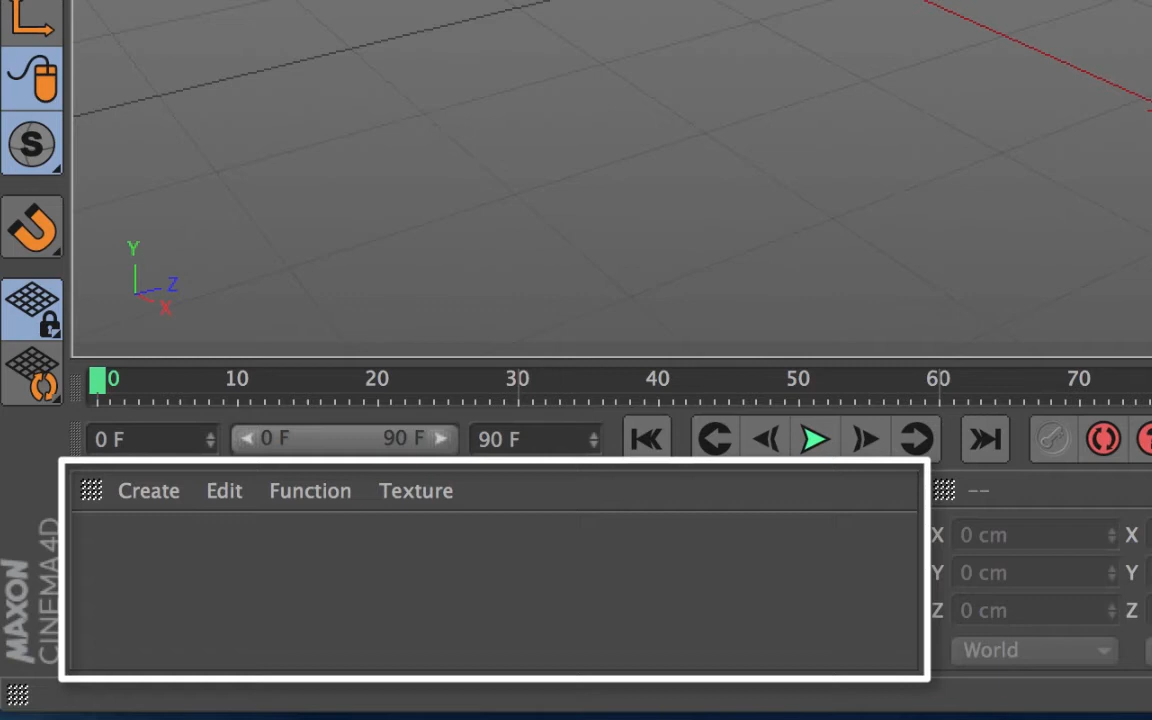 S
Y
Z
X
0 10 20 30 40 50 60 70
0 F 0 F 90 F 90 F
Create Edit Function Texture
--
X 0 cm X
Y 0 cm Y
Z 0 cm Z
World
MAXON
CINEMA 4D